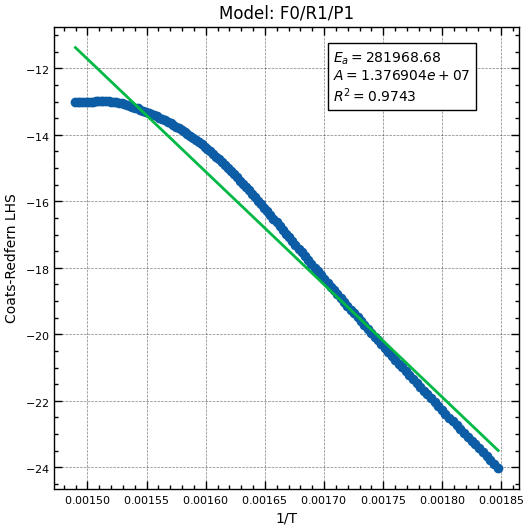 Model: F0/R1/P1
E_a = 281968.68
A = 1.376904e + 07
R^2 = 0.9743
Coats-Redfern LHS
−12
−14
−16
−18
−20
−22
−24
0.00150 0.00155 0.00160 0.00165 0.00170 0.00175 0.00180 0.00185
1/T